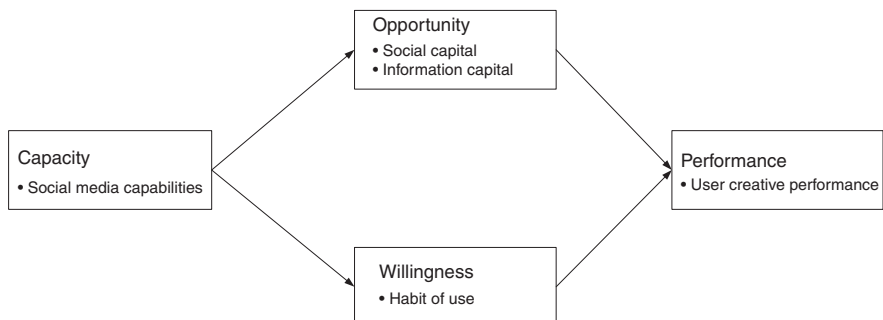 Opportunity
• Social capital
• Information capital
Capacity
• Social media capabilities
Performance
• User creative performance
Willingness
• Habit of use